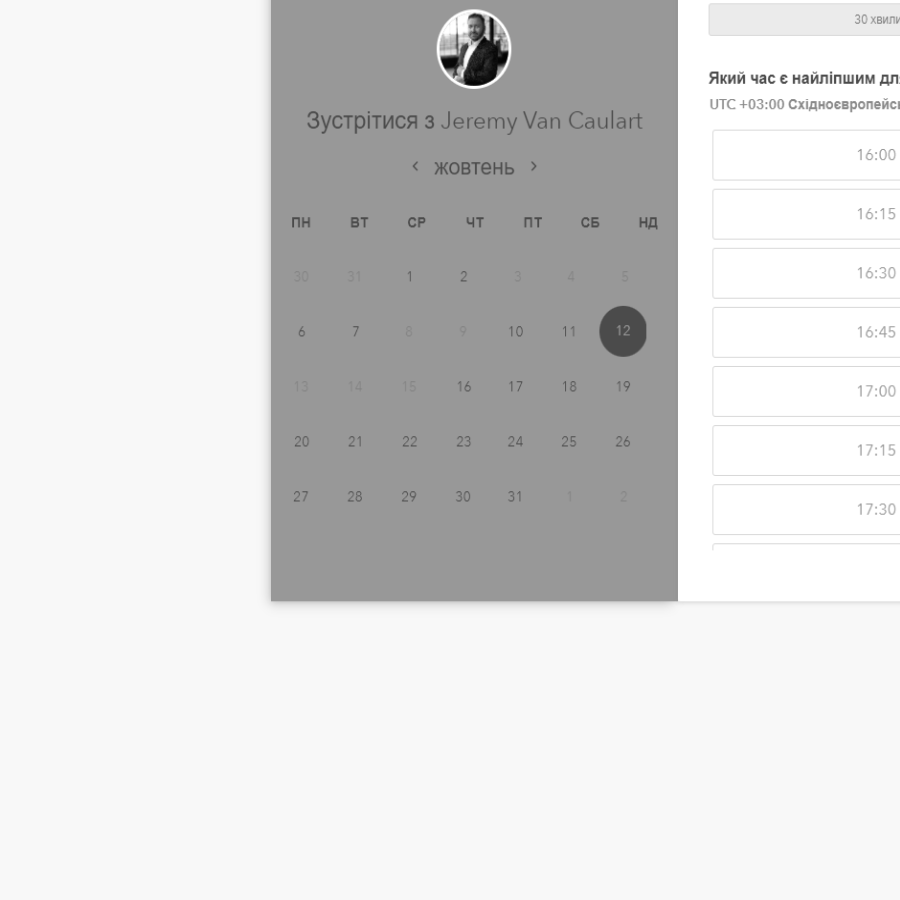 Зустрітися з Jeremy Van Caulart
жовтень
ПН ВТ СР ЧТ ПТ СБ НД
30 31 1 2 3 4 5
6 7 8 9 10 11 12
13 14 15 16 17 18 19
20 21 22 23 24 25 26
27 28 29 30 31 1 2
30
Який час є найліпшим
UTC +03:00
16:00
16:15
16:30
16:45
17:00
17:15
17:30